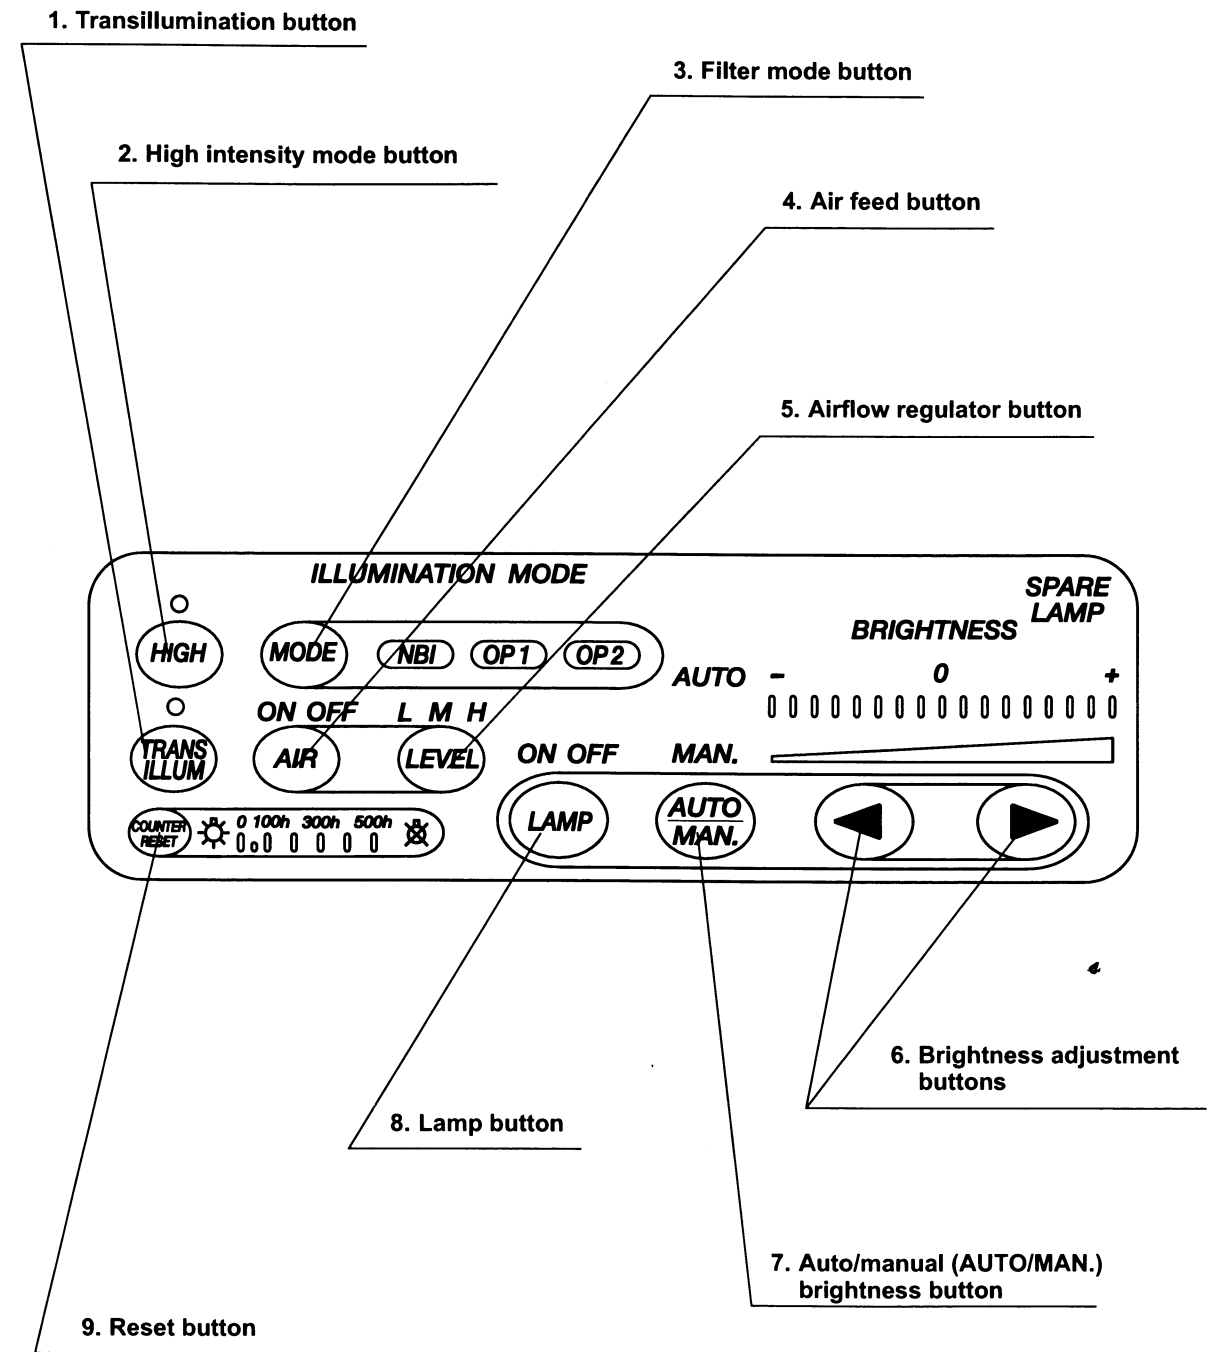 1. Transillumination button
3. Filter mode button
2. High intensity mode button
4. Air feed button
5. Airflow regulator button
ILLUMINATION MODE
SPARE
LAMP
BRIGHTNESS
HIGH
MODE
NBI
OP1
OP2
AUTO
- 0 +
ON OFF
L M H
TRANS
ILLUM
AIR
LEVEL
ON OFF
MAN.
COUNTER
RESET
0 100h 300h 500h
LAMP
AUTO
MAN.
6. Brightness adjustment
buttons
8. Lamp button
7. Auto/manual (AUTO/MAN.)
brightness button
9. Reset button